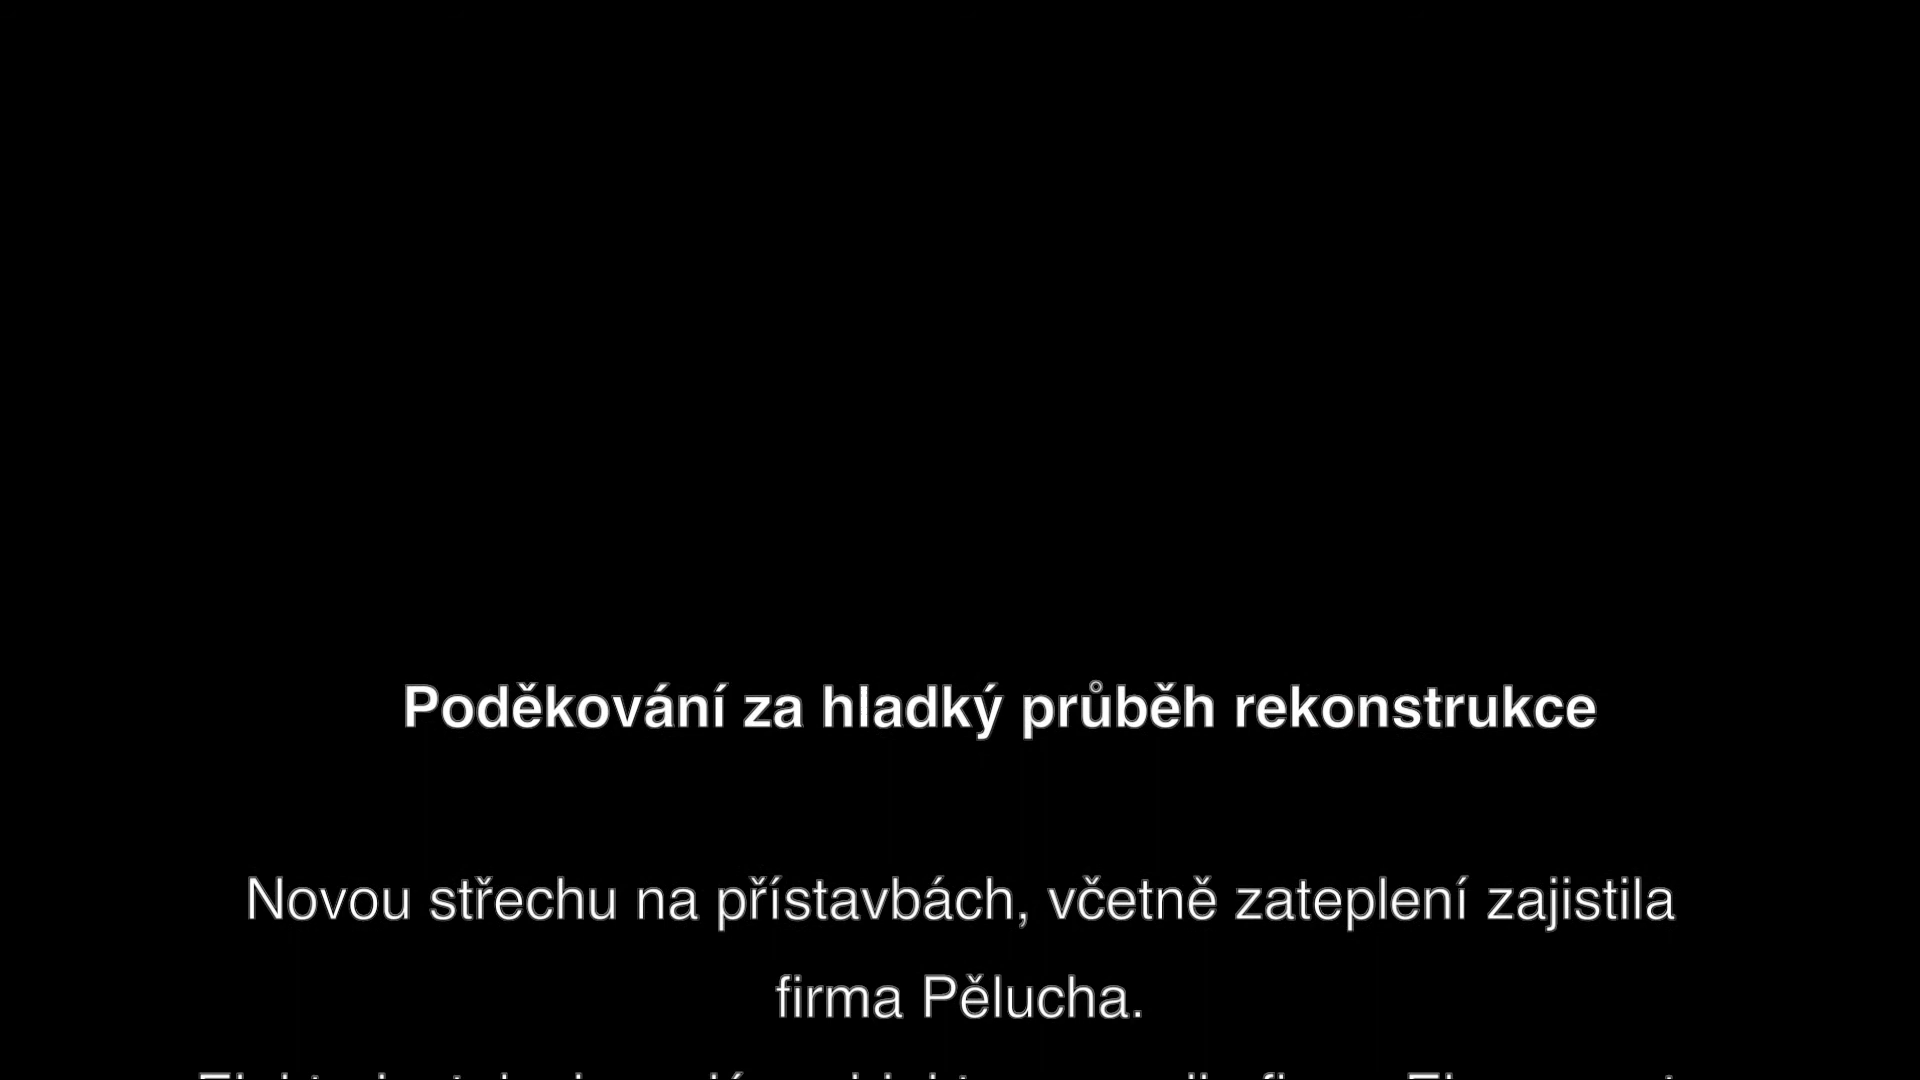 Poděkování za hladký průběh rekonstrukce
Novou střechu na přístavbách, včetně zateplení zajistila
firma Pělucha.